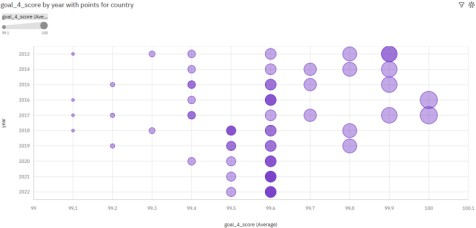 goal_4_score by year with points for country
goal_4_score (Ave...
99.1 100
2013
2014
2015
2016
2017
2018
2019
2020
2021
2022
year
99 99.1 99.2 99.3 99.4 99.5 99.6 99.7 99.8 99.9 100 100.1
goal_4_score (Average)